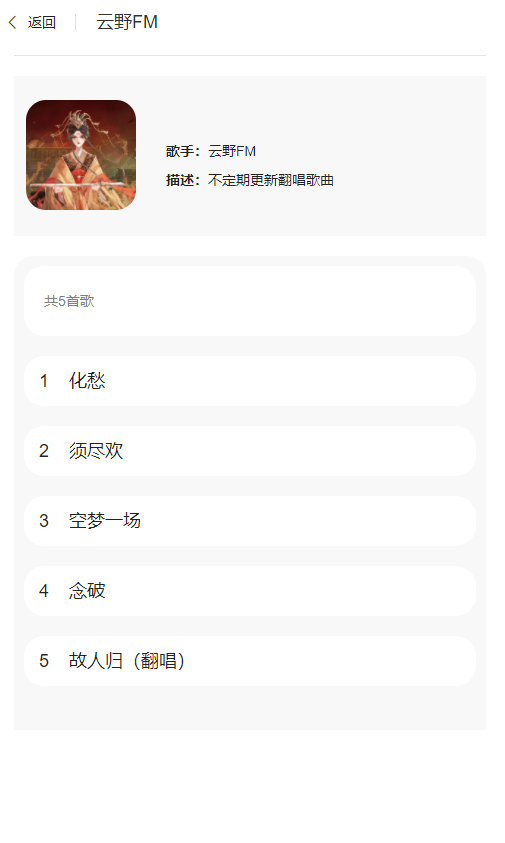 返回 云野FM
歌手：云野FM
描述：不定期更新翻唱歌曲
共5首歌
1 化愁
2 须尽欢
3 空梦一场
4 念破
5 故人归（翻唱）